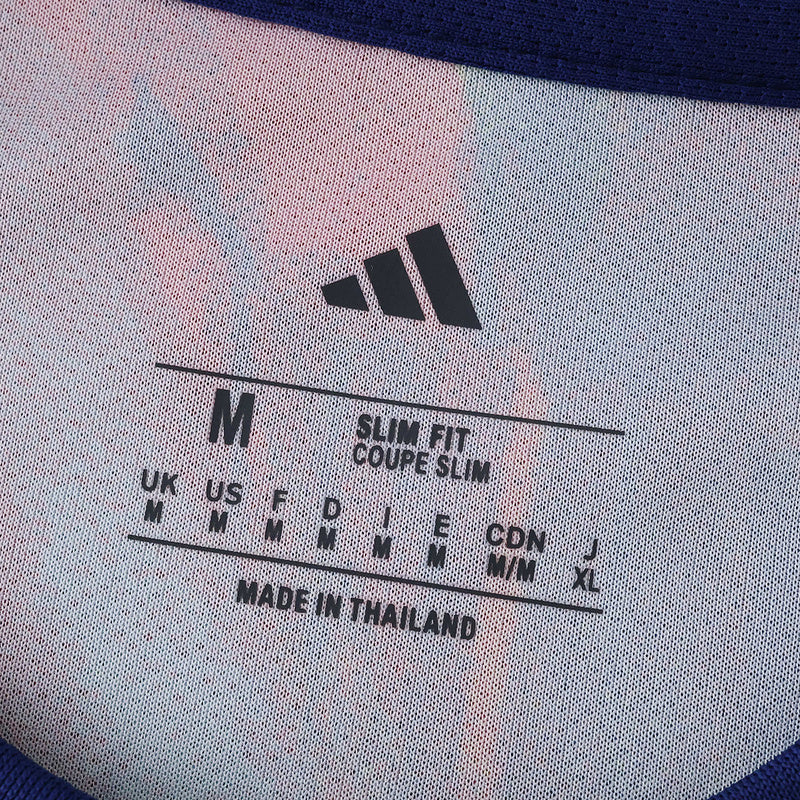 M
SLIM FIT
COUPE SLIM
UK US F D I E CDN J
M M M M M M M/M XL
MADE IN THAILAND